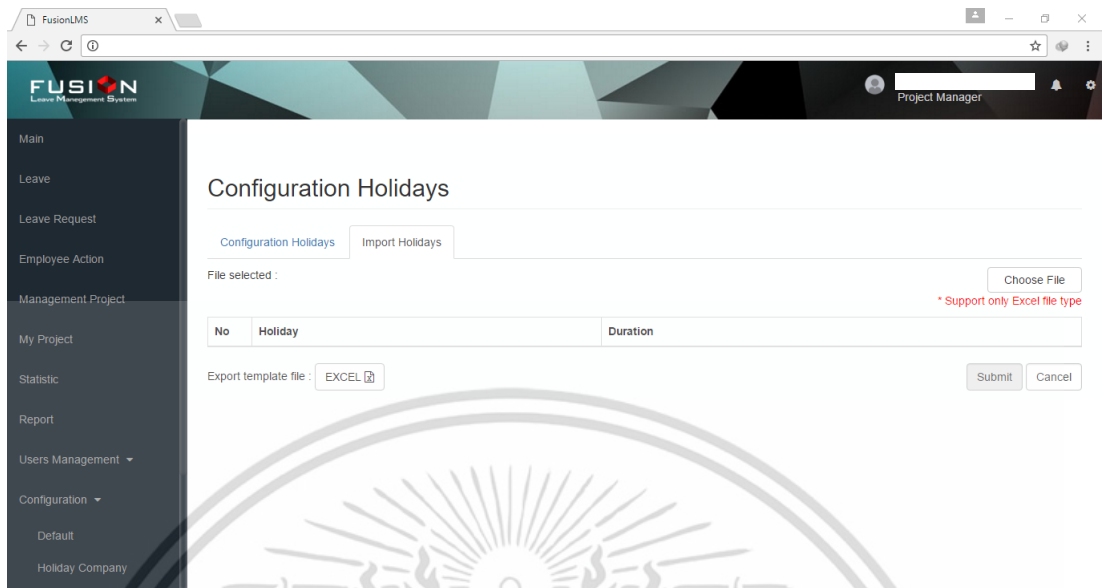 FusionLMS
FUSION
Leave Manegement System
Project Manager
Main
Leave
Leave Request
Employee Action
Management Project
My Project
Statistic
Report
Users Management
Configuration
Default
Holiday Company
Configuration Holidays
Configuration Holidays Import Holidays
File selected :
Choose File
* Support only Excel file type
No Holiday Duration
Export template file : EXCEL
Submit Cancel